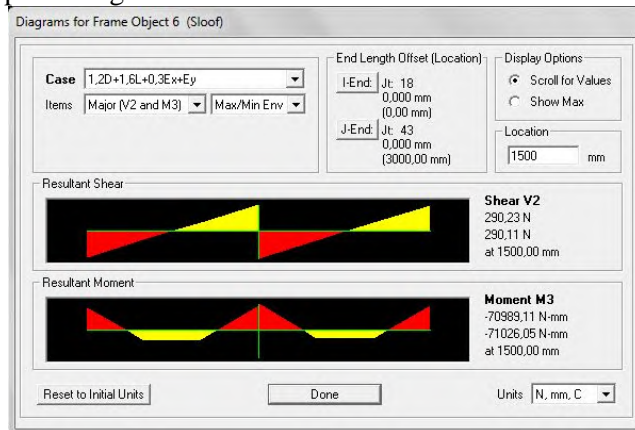 Diagrams for Frame Object 6 (Sloof)
Case 1,2D+1,6L+0,3Ex+Ey
Items Major (V2 and M3) Max/Min Env
End Length Offset (Location)
I-End: Jt: 18
0,000 mm
(0,00 mm)
J-End: Jt: 43
0,000 mm
(3000,00 mm)
Display Options
Scroll for Values
Show Max
Location
1500 mm
Resultant Shear
Shear V2
290,23 N
290,11 N
at 1500,00 mm
Resultant Moment
Moment M3
-70989,11 N-mm
-71026,05 N-mm
at 1500,00 mm
Reset to Initial Units Done Units N, mm, C